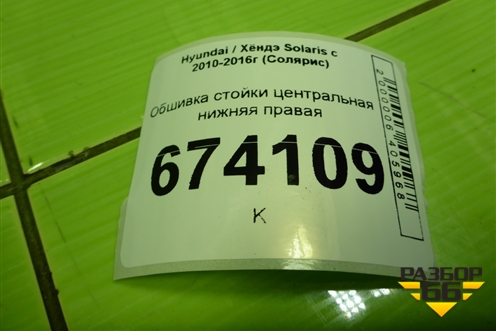 Hyundai / Хёндэ Solaris с
2010-2016г (Солярис)
Обшивка стойки центральная
нижняя правая
674109
К
2000006405968
РАЗБОР
66